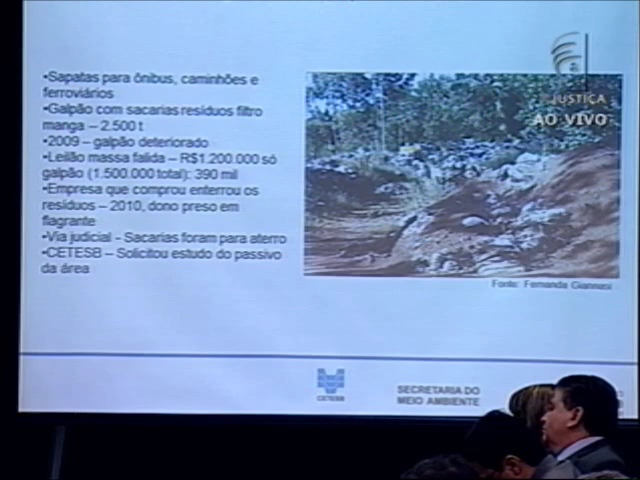 •Sapatas para ônibus, caminhões e
ferroviários
•Galpão com sacarias resíduos filtro
manga – 2.500 t
•2009 – galpão deteriorado
•Leilão massa falida – R$1.200.000 só
galpão (1.500.000 total): 390 mil
•Empresa que comprou enterrou os
resíduos – 2010, dono preso em
flagrante
•Via judicial - Sacarias foram para aterro
•CETESB – Solicitou estudo do passivo
da área
JUSTIÇA
AO VIVO
Fonte: Fernanda Giannasi
CETESB
SECRETARIA DO
MEIO AMBIENTE